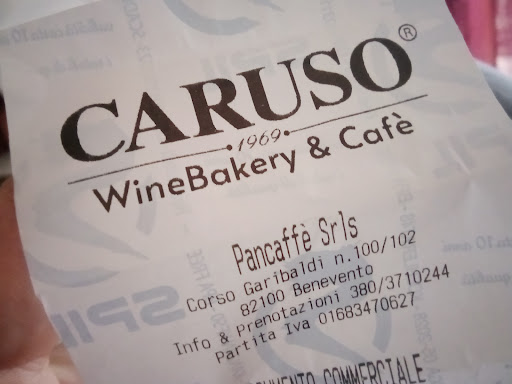 CARUSO®
1969
WineBakery & Cafè
Pancaffè Srls
Corso Garibaldi n.100/102
82100 Benevento
Info & Prenotazioni 380/3710244
Partita Iva 01683470627
COMMERCIALE